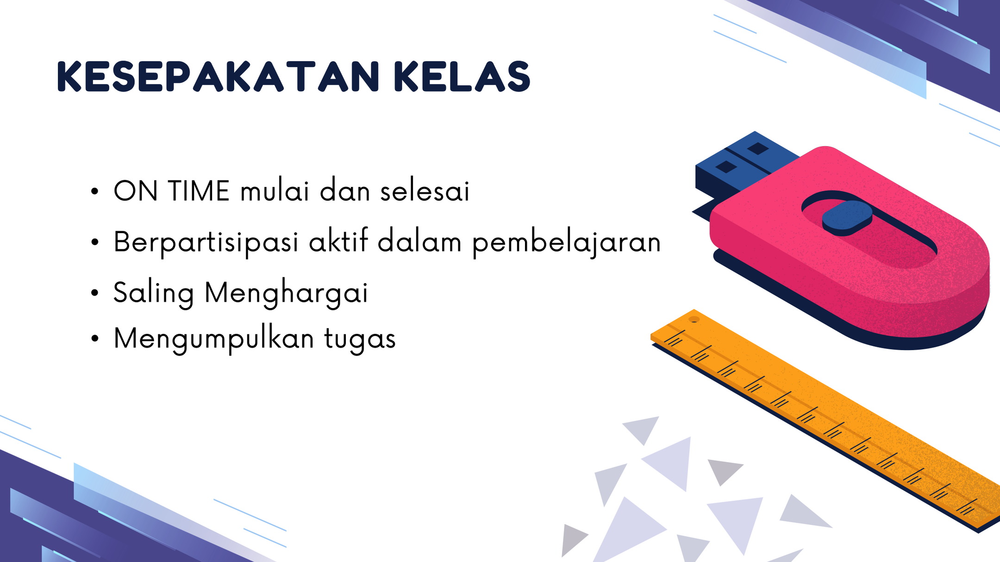 KESEPAKATAN KELAS
• ON TIME mulai dan selesai
• Berpartisipasi aktif dalam pembelajaran
• Saling Menghargai
• Mengumpulkan tugas